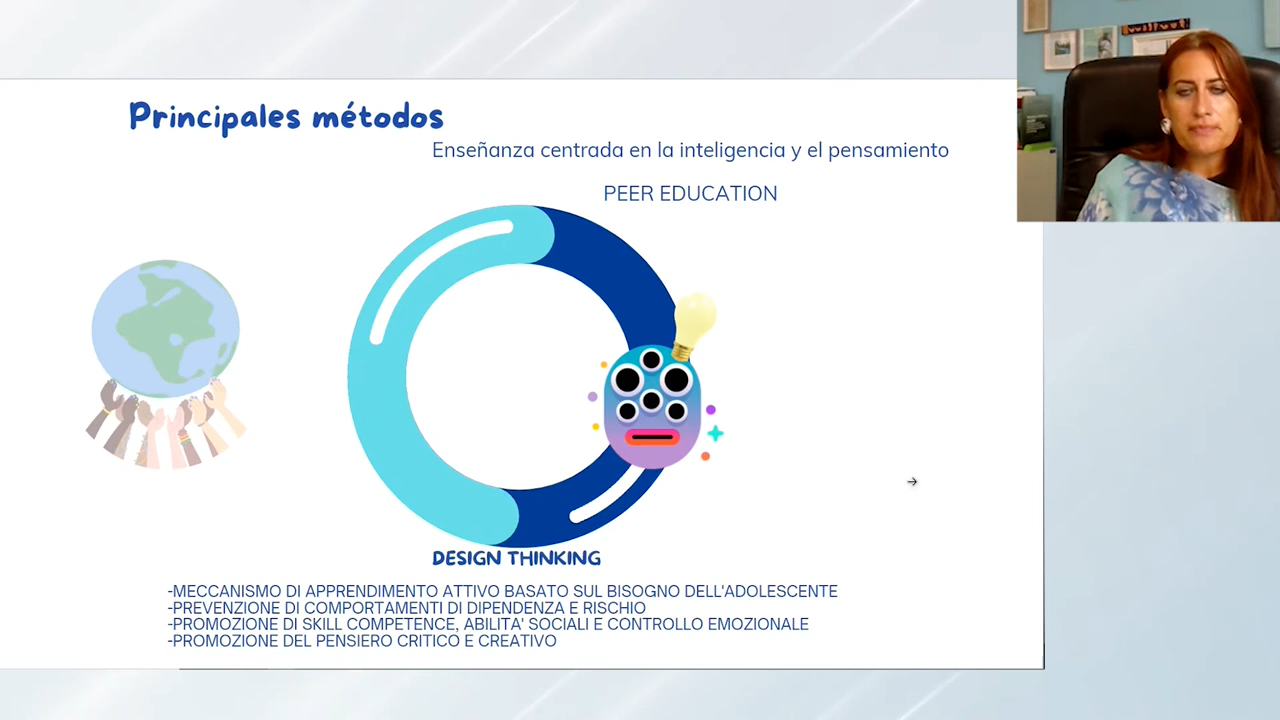 Principales métodos
Enseñanza centrada en la inteligencia y el pensamiento
PEER EDUCATION
DESIGN THINKING
-MECCANISMO DI APPRENDIMENTO ATTIVO BASATO SUL BISOGNO DELL'ADOLESCENTE
-PREVENZIONE DI COMPORTAMENTI DI DIPENDENZA E RISCHIO
-PROMOZIONE DI SKILL COMPETENCE, ABILITA' SOCIALI E CONTROLLO EMOZIONALE
-PROMOZIONE DEL PENSIERO CRITICO E CREATIVO